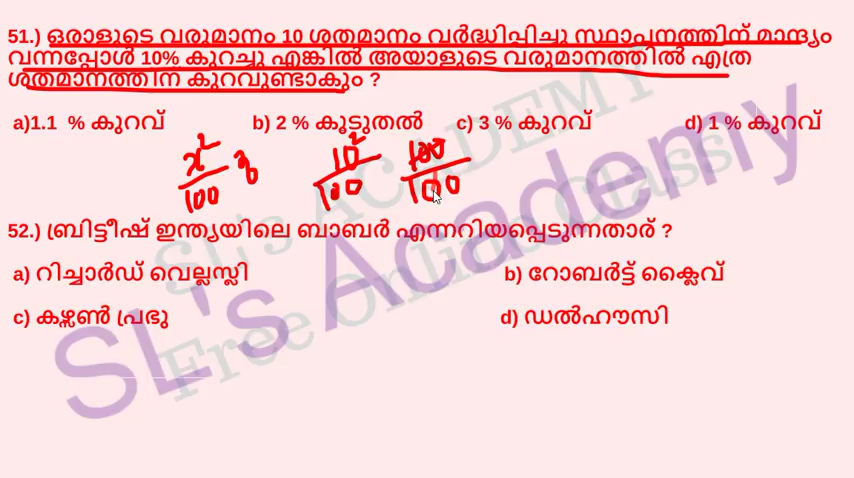 51.) ഒരാളുടെ വരുമാനം 10 ശതമാനം വർദ്ധിപ്പിച്ചു സ്ഥാപനത്തിന് മാന്ദ്യം
വന്നപ്പോൾ 10% കുറച്ചു എങ്കിൽ അയാളുടെ വരുമാനത്തിൽ എത്ര
ശതമാനത്തിന്റെ കുറവുണ്ടാകും ?
a)1.1 % കുറവ് b) 2 % കൂടുതൽ c) 3 % കുറവ് d) 1 % കുറവ്
x² 10² 100
100 % 100 100
52.) ബ്രിട്ടീഷ് ഇന്ത്യയിലെ ബാബർ എന്നറിയപ്പെടുന്നതാര് ?
a) റിച്ചാർഡ് വെല്ലസ്ലി b) റോബർട്ട് ക്ലൈവ്
c) കഴ്സൺ പ്രഭു d) ഡൽഹൗസി
SL's Academy
SL's ACADEMY
Free Online Class